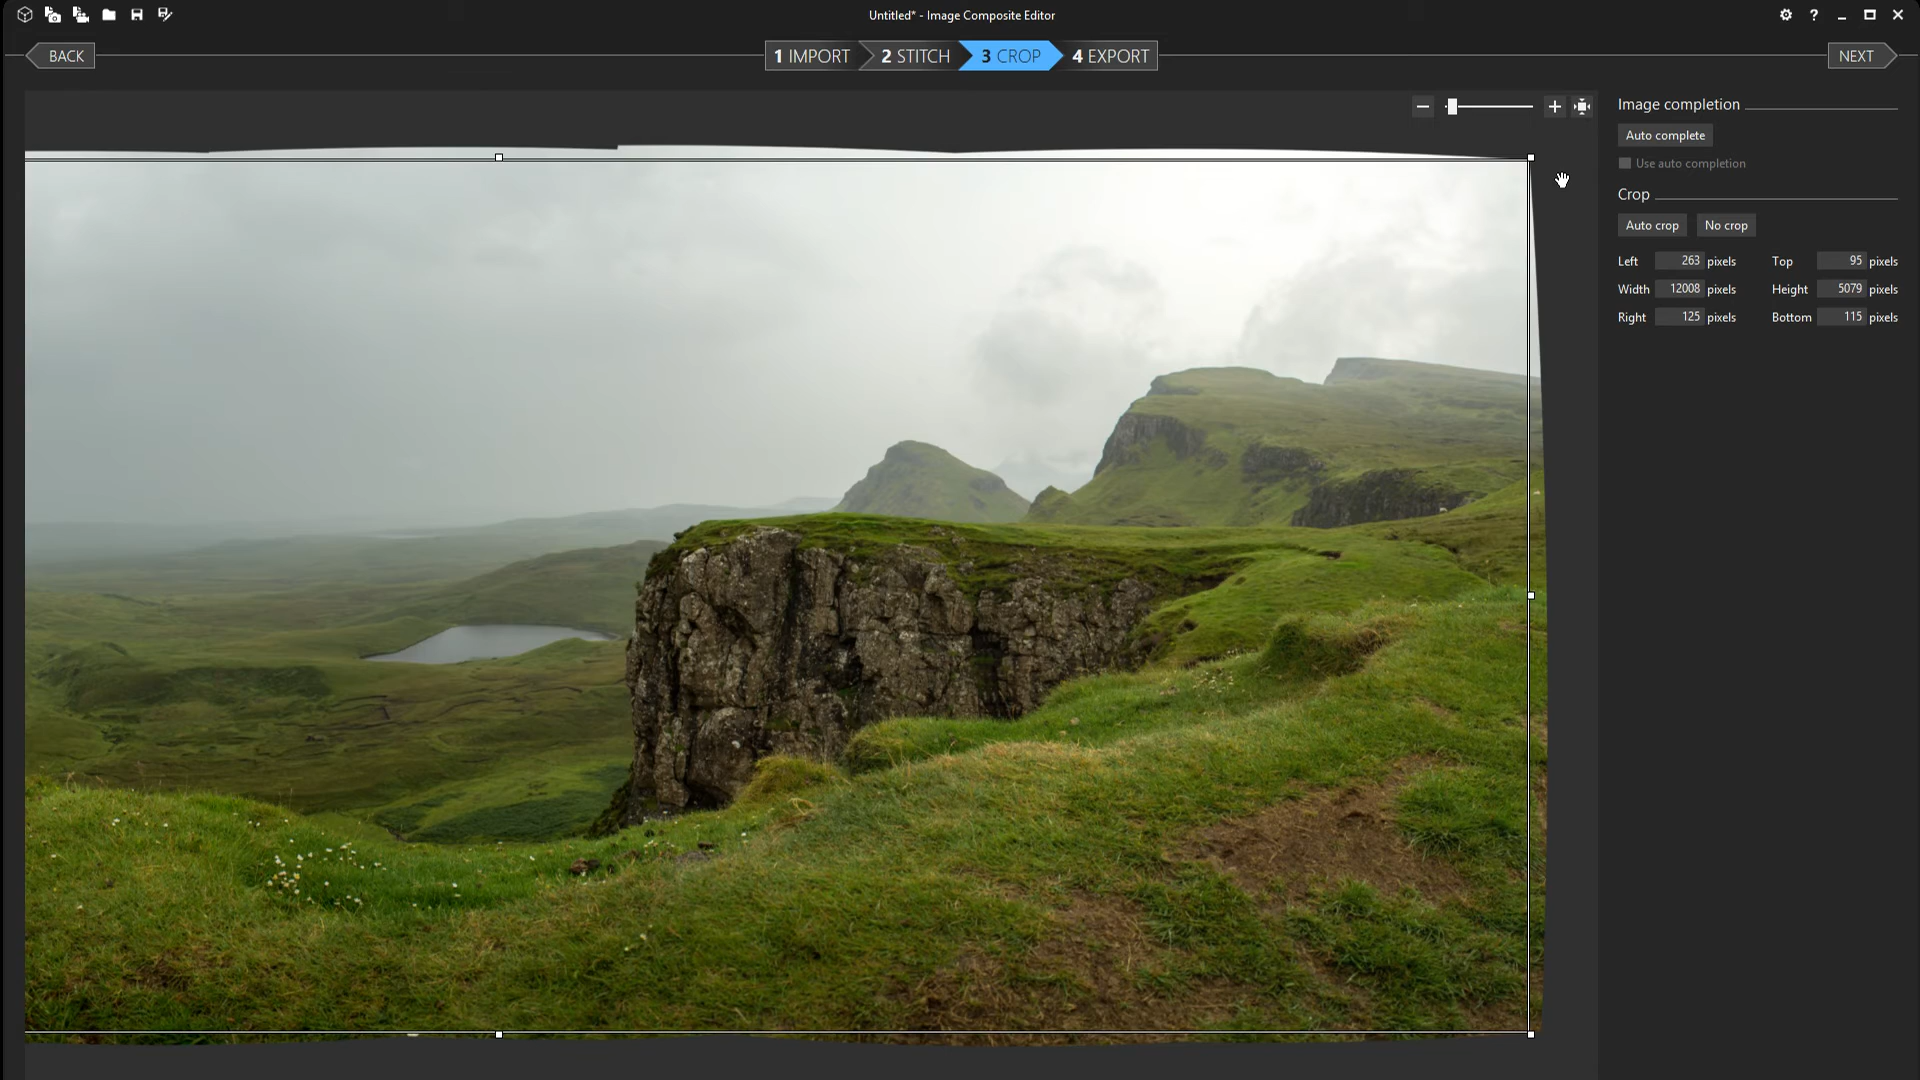 Untitled* - Image Composite Editor
BACK
1 IMPORT
2 STITCH
3 CROP
4 EXPORT
NEXT
Image completion
Auto complete
Use auto completion
Crop
Auto crop No crop
Left 263 pixels Top 95 pixels
Width 12008 pixels Height 5079 pixels
Right 125 pixels Bottom 115 pixels